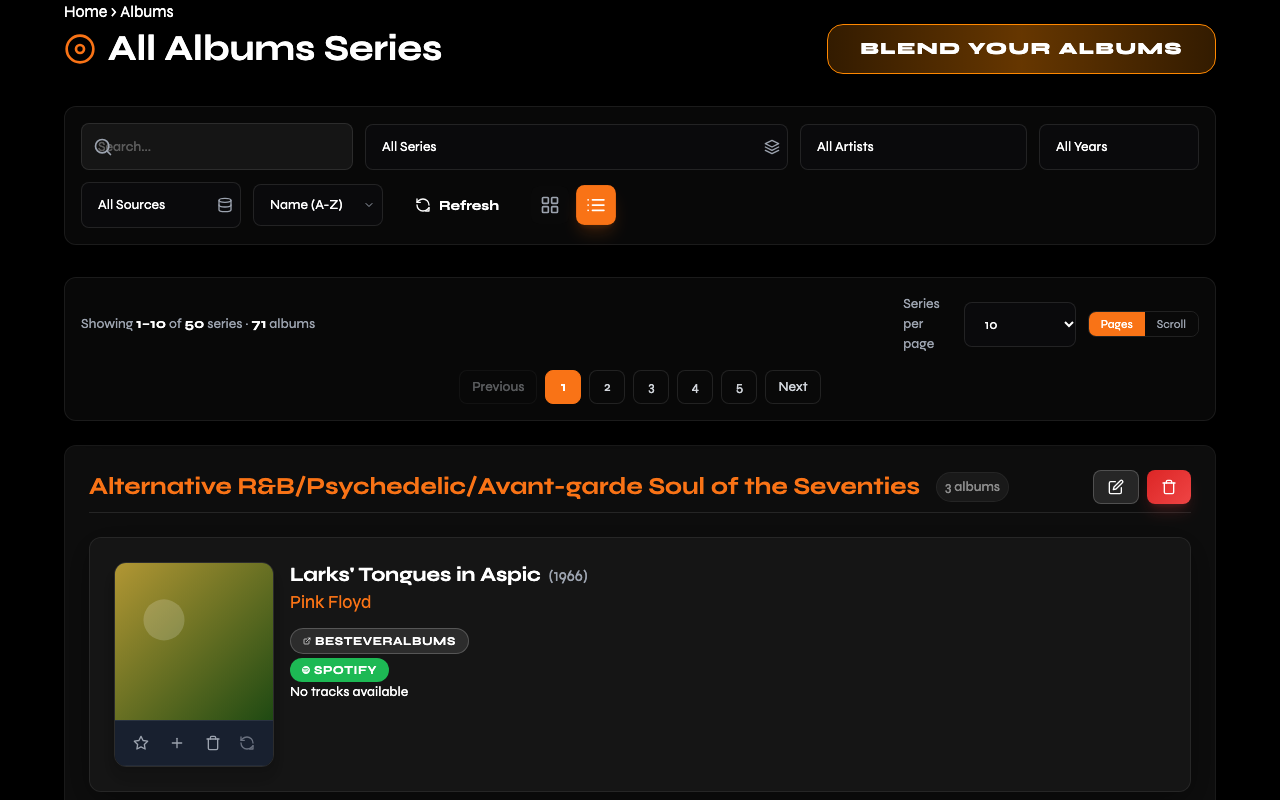 Home › Albums
All Albums Series
BLEND YOUR ALBUMS
Search...
All Series
All Artists
All Years
All Sources
Name (A-Z)
Refresh
Showing 1–10 of 50 series · 71 albums
Series
per
page
10
Pages
Scroll
Previous
1
2
3
4
5
Next
Alternative R&B/Psychedelic/Avant-garde Soul of the Seventies
3 albums
Larks' Tongues in Aspic (1966)
Pink Floyd
BESTEVERALBUMS
SPOTIFY
No tracks available